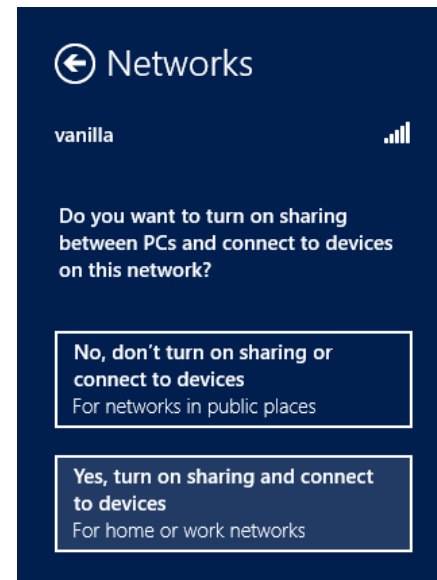 Networks
vanilla
Do you want to turn on sharing
between PCs and connect to devices
on this network?
No, don't turn on sharing or
connect to devices
For networks in public places
Yes, turn on sharing and connect
to devices
For home or work networks